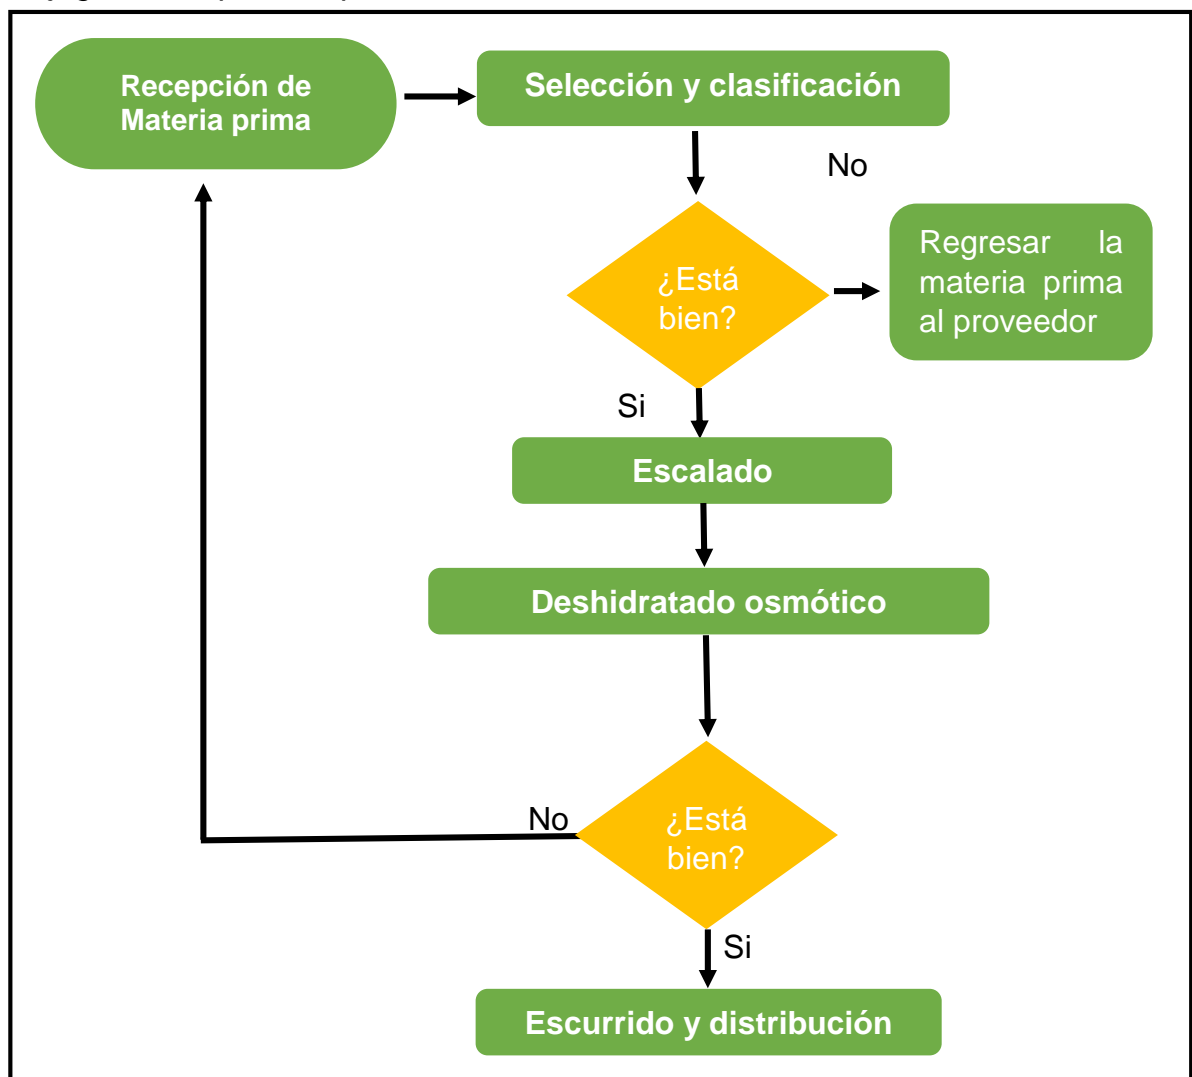 Recepción de
Materia prima
Selección y clasificación
No
¿Está
bien?
Regresar la
materia prima
al proveedor
Si
Escalado
Deshidratado osmótico
No
¿Está
bien?
Si
Escurrido y distribución